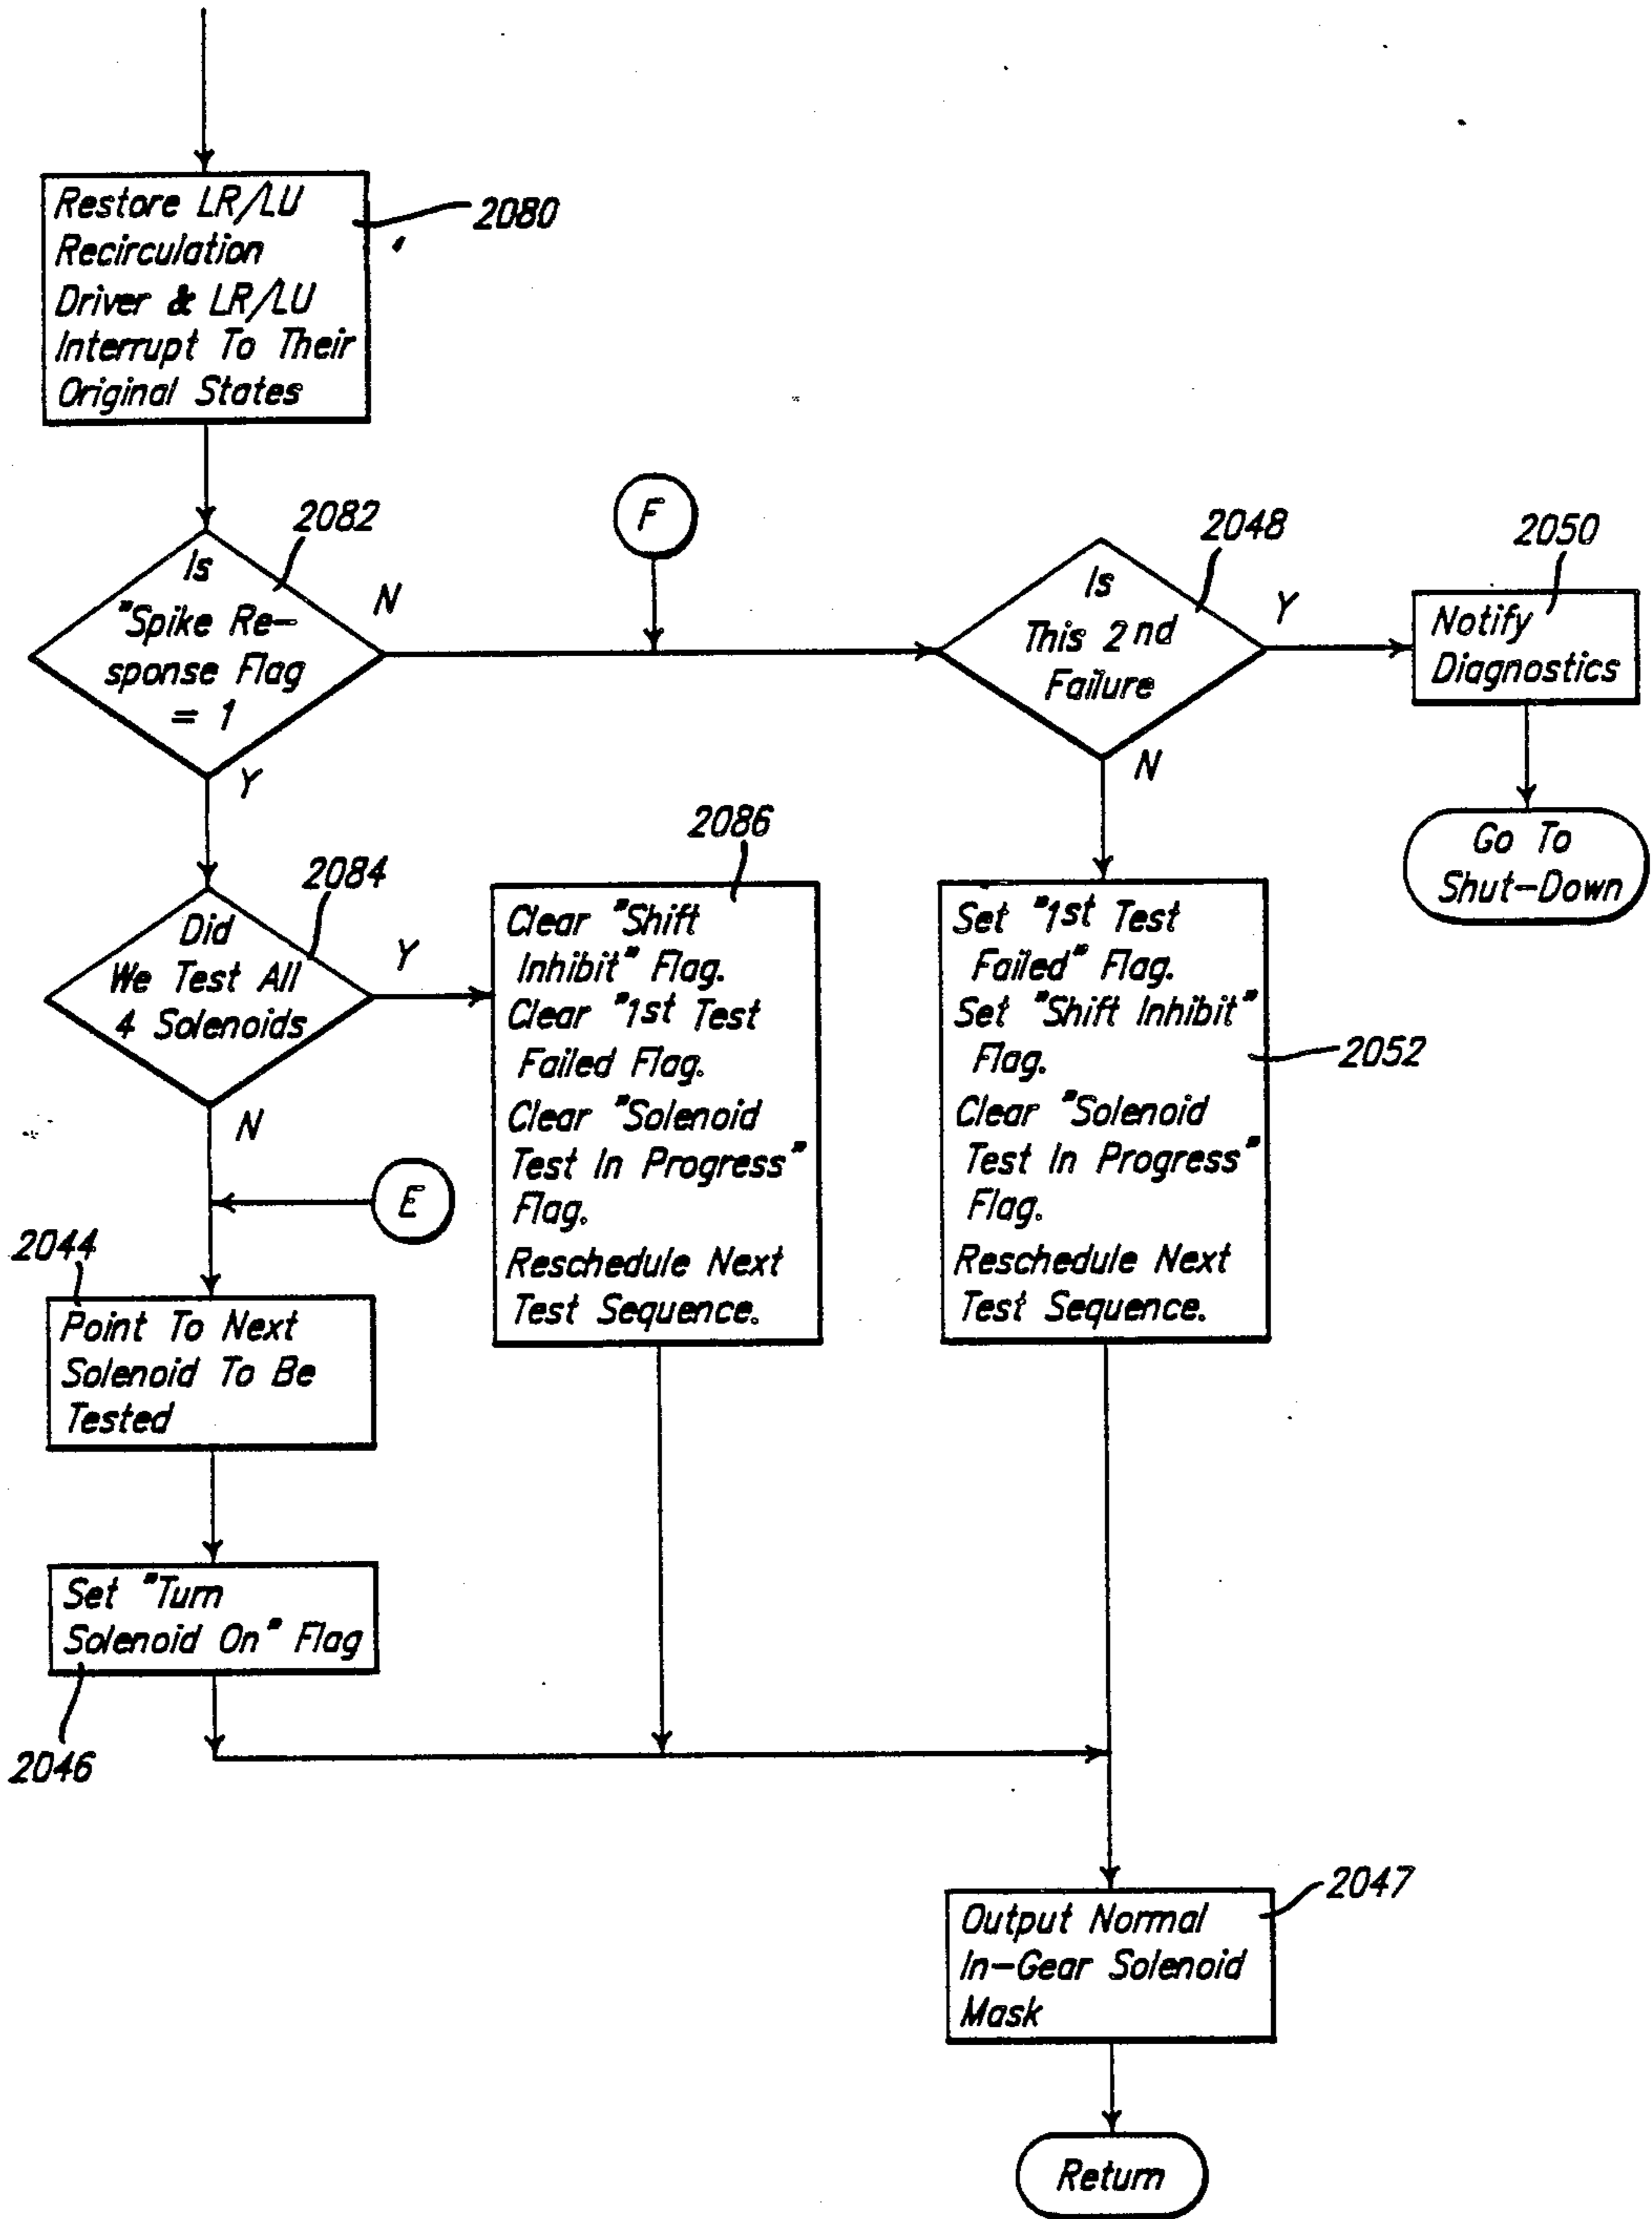 Restore LR/LU
Recirculation
Driver & LR/LU
Interrupt To Their
Original States
2080
Is
"Spike Re-
sponse Flag
= 1
2082
N
Y
F
Is
This 2nd
Failure
2048
Y
N
Notify
Diagnostics
2050
Go To
Shut-Down
Did
We Test All
4 Solenoids
2084
Y
N
Clear "Shift
Inhibit" Flag.
Clear "1st Test
Failed Flag.
Clear "Solenoid
Test In Progress"
Flag.
Reschedule Next
Test Sequence.
2086
Set "1st Test
Failed" Flag.
Set "Shift Inhibit"
Flag.
Clear "Solenoid
Test In Progress"
Flag.
Reschedule Next
Test Sequence.
2052
E
2044
Point To Next
Solenoid To Be
Tested
Set "Turn
Solenoid On" Flag
2046
Output Normal
In-Gear Solenoid
Mask
2047
Return